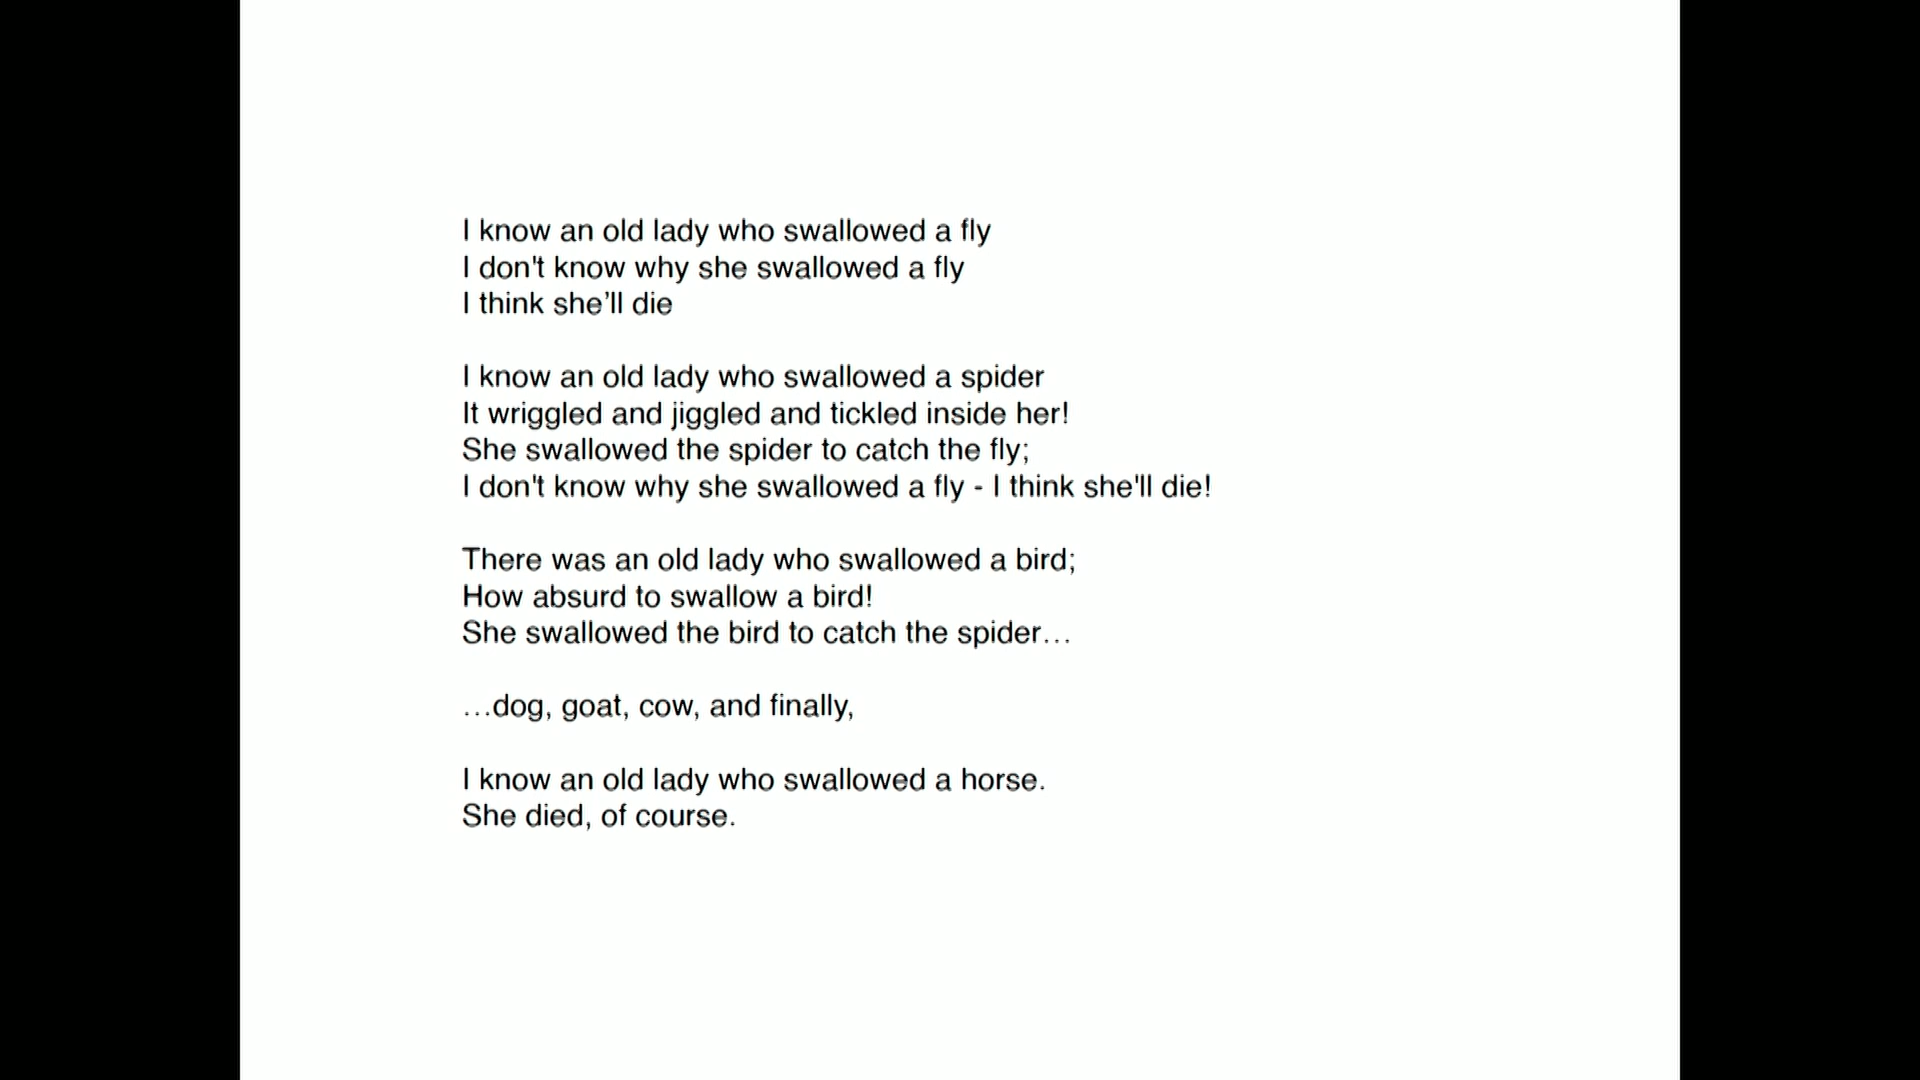 I know an old lady who swallowed a fly
I don't know why she swallowed a fly
I think she’ll die
I know an old lady who swallowed a spider
It wriggled and jiggled and tickled inside her!
She swallowed the spider to catch the fly;
I don't know why she swallowed a fly - I think she'll die!
There was an old lady who swallowed a bird;
How absurd to swallow a bird!
She swallowed the bird to catch the spider…
…dog, goat, cow, and finally,
I know an old lady who swallowed a horse.
She died, of course.